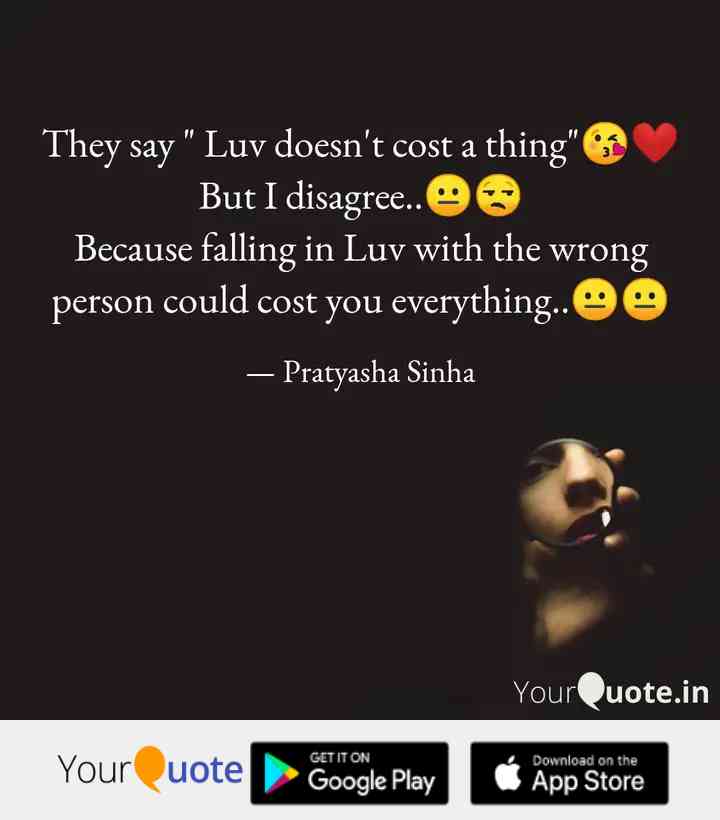 They say " Luv doesn't cost a thing"😘❤️
But I disagree..😐😒
Because falling in Luv with the wrong
person could cost you everything..😐😐
— Pratyasha Sinha
YourQuote.in
YourQuote
GET IT ON
Google Play
Download on the
App Store